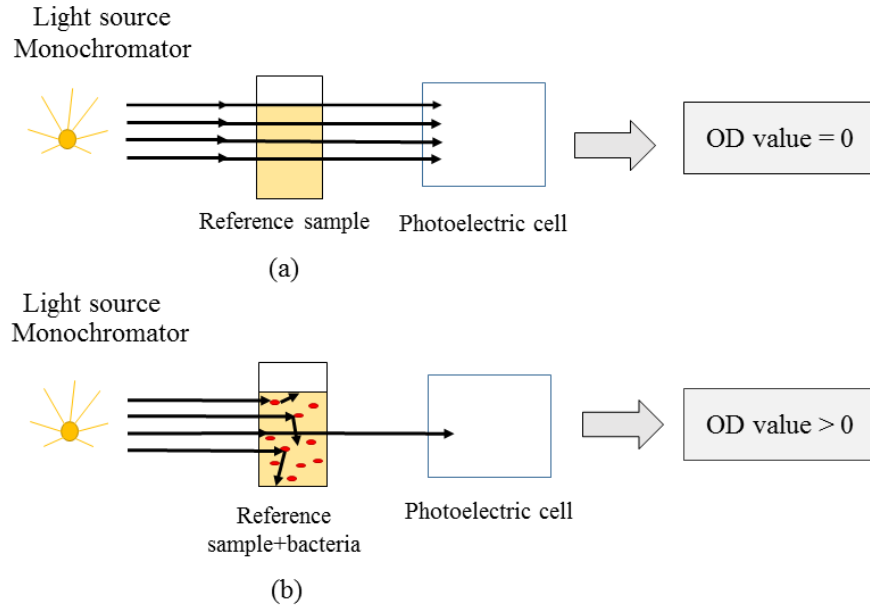 Light source
Monochromator
OD value = 0
Reference sample
Photoelectric cell
(a)
Light source
Monochromator
OD value > 0
Reference
sample+bacteria
Photoelectric cell
(b)